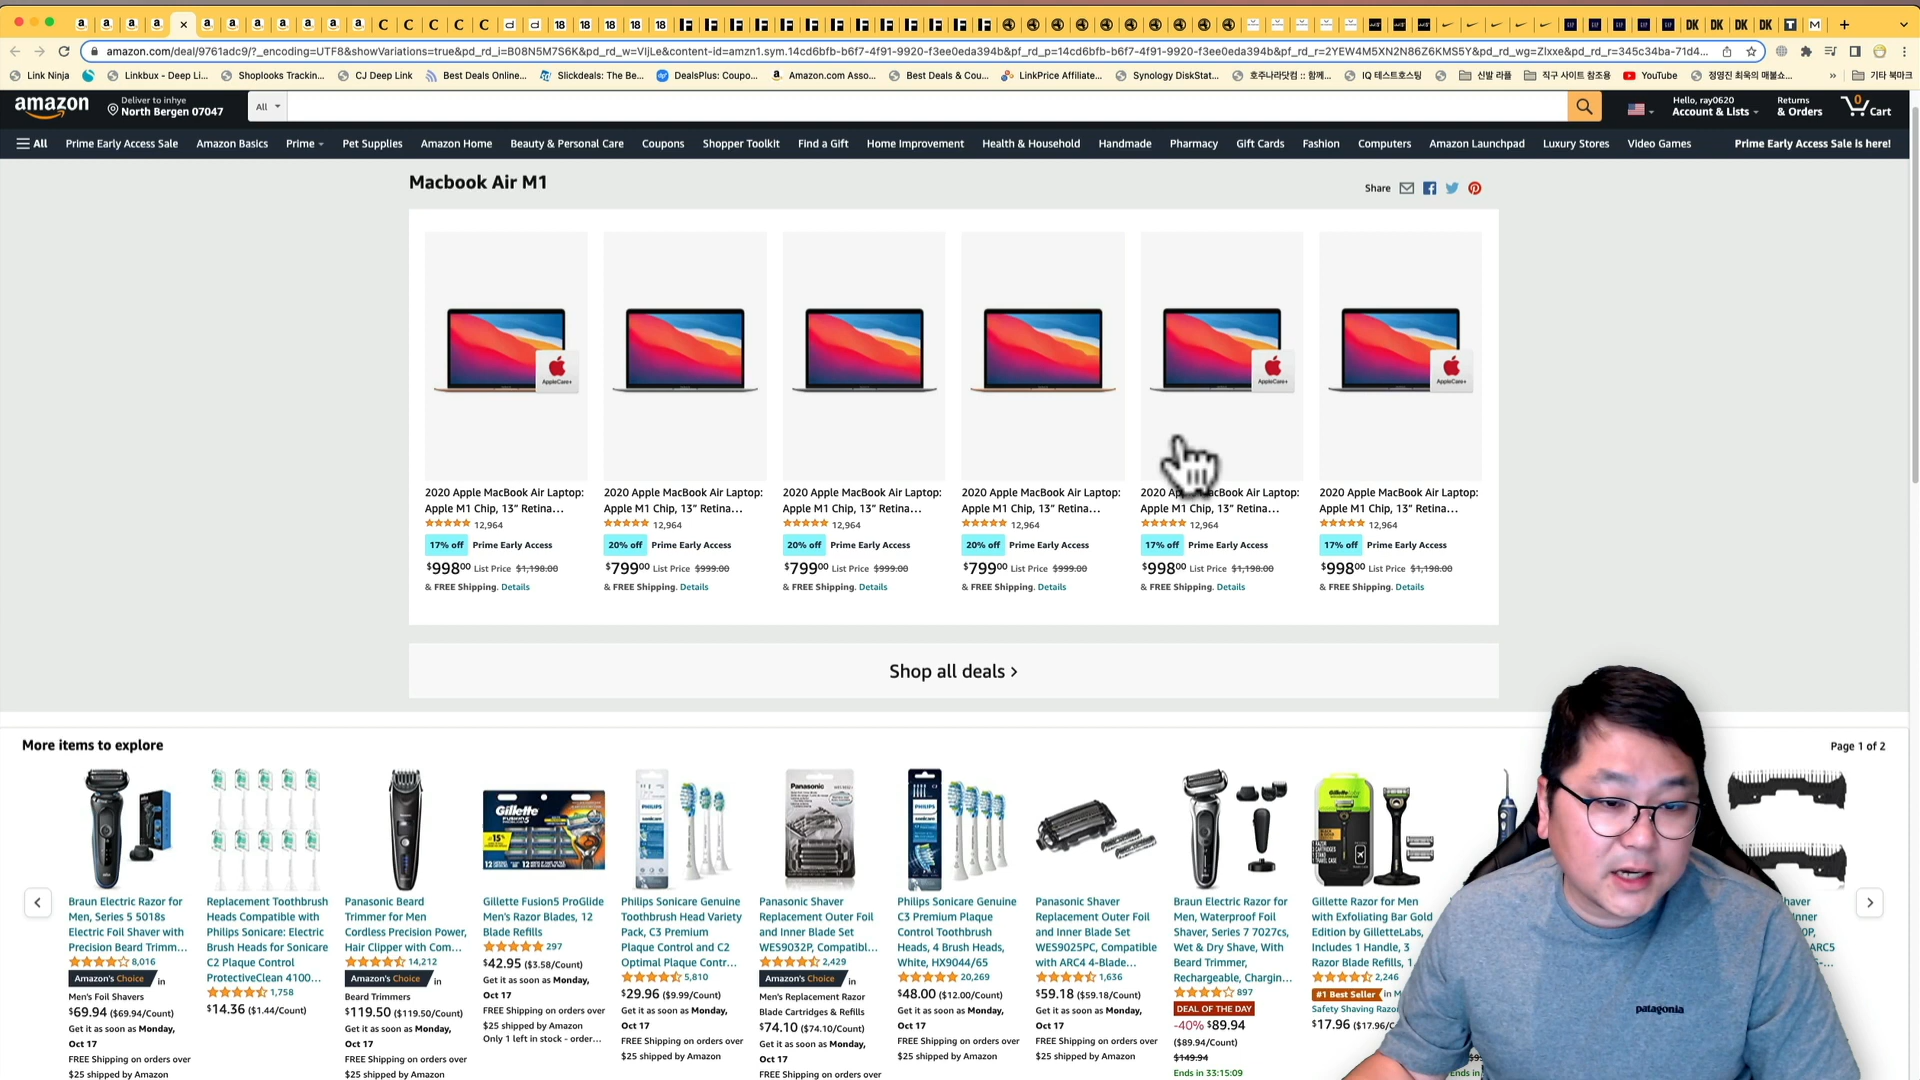 amazon.com/deal/9761adc9/?_encoding=UTF8&showVariations=true&pd_rd_i=B08N5M7S6K&pd_rd_w=VIjLe&content-id=amzn1.sym.14cd6bfb-b6f7-4f91-9920-f3ee0eda394b&pf_rd_p=14cd6bfb-b6f7-4f91-9920-f3ee0eda394b&pf_rd_r=2YEW4M5XN2N86Z6KMS5Y&pd_rd_wg=Zlxxe&pd_rd_r=345c34ba-71d4...
Link Ninja Linkbux - Deep Li... Shoplooks Trackin... CJ Deep Link Best Deals Online... Slickdeals: The Be... DealsPlus: Coupo... Amazon.com Asso... Best Deals & Cou... LinkPrice Affiliate... Synology DiskStat... 호주나라닷컴 :: 함께... IQ 테스트호스팅 신발 라플 직구 사이트 참조용 YouTube 정영진 최욱의 매불쇼... » 기타 북마크
amazon Deliver to inhye North Bergen 07047 All Hello, ray0620 Account & Lists Returns & Orders 0 Cart
All Prime Early Access Sale Amazon Basics Prime Pet Supplies Amazon Home Beauty & Personal Care Coupons Shopper Toolkit Find a Gift Home Improvement Health & Household Handmade Pharmacy Gift Cards Fashion Computers Amazon Launchpad Luxury Stores Video Games Prime Early Access Sale is here!
Macbook Air M1
Share
AppleCare+ AppleCare+ AppleCare+
2020 Apple MacBook Air Laptop: 2020 Apple MacBook Air Laptop: 2020 Apple MacBook Air Laptop: 2020 Apple MacBook Air Laptop: 2020 MacBook Air Laptop: 2020 Apple MacBook Air Laptop:
Apple M1 Chip, 13” Retina... Apple M1 Chip, 13” Retina... Apple M1 Chip, 13” Retina... Apple M1 Chip, 13” Retina... Apple M1 Chip, 13” Retina... Apple M1 Chip, 13” Retina...
12,964 12,964 12,964 12,964 12,964 12,964
17% off Prime Early Access 20% off Prime Early Access 20% off Prime Early Access 20% off Prime Early Access 17% off Prime Early Access 17% off Prime Early Access
$998.00 List Price $1,198.00 $799.00 List Price $999.00 $799.00 List Price $999.00 $799.00 List Price $999.00 $998.00 List Price $1,198.00 $998.00 List Price $1,198.00
& FREE Shipping. Details & FREE Shipping. Details & FREE Shipping. Details & FREE Shipping. Details & FREE Shipping. Details & FREE Shipping. Details
Shop all deals ›
More items to explore
Page 1 of 2
Braun Electric Razor for
Men, Series 5 5018s
Electric Foil Shaver with
Precision Beard Trimm...
8,016
Amazon's Choice in
Men's Foil Shavers
$69.94 ($69.94/Count)
Get it as soon as Monday,
Oct 17
FREE Shipping on orders over
$25 shipped by Amazon
Replacement Toothbrush
Heads Compatible with
Philips Sonicare: Electric
Brush Heads for Sonicare
C2 Plaque Control
ProtectiveClean 4100...
1,758
$14.36 ($1.44/Count)
Panasonic Beard
Trimmer for Men
Cordless Precision Power,
Hair Clipper with Com...
14,212
Amazon's Choice in
Beard Trimmers
$119.50 ($119.50/Count)
Get it as soon as Monday,
Oct 17
FREE Shipping on orders over
$25 shipped by Amazon
Gillette
Gillette Fusion5 ProGlide
Men's Razor Blades, 12
Blade Refills
297
$42.95 ($3.58/Count)
Get it as soon as Monday,
Oct 17
FREE Shipping on orders over
$25 shipped by Amazon
Only 1 left in stock - order...
PHILIPS
Philips Sonicare Genuine
Toothbrush Head Variety
Pack, C3 Premium
Plaque Control and C2
Optimal Plaque Contr...
5,810
$29.96 ($9.99/Count)
Get it as soon as Monday,
Oct 17
FREE Shipping on orders over
$25 shipped by Amazon
Panasonic
Panasonic Shaver
Replacement Outer Foil
and Inner Blade Set
WES9032P, Compatibl...
2,429
Amazon's Choice in
Men's Replacement Razor
Blade Cartridges & Refills
$74.10 ($74.10/Count)
Get it as soon as Monday,
Oct 17
FREE Shipping on orders over
PHILIPS
Philips Sonicare Genuine
C3 Premium Plaque
Control Toothbrush
Heads, 4 Brush Heads,
White, HX9044/65
20,269
$48.00 ($12.00/Count)
Get it as soon as Monday,
Oct 17
FREE Shipping on orders over
$25 shipped by Amazon
Panasonic Shaver
Replacement Outer Foil
and Inner Blade Set
WES9025PC, Compatible
with ARC4 4-Blade...
1,636
$59.18 ($59.18/Count)
Get it as soon as Monday,
Oct 17
FREE Shipping on orders over
$25 shipped by Amazon
Braun Electric Razor for
Men, Waterproof Foil
Shaver, Series 7 7027cs,
Wet & Dry Shave, With
Beard Trimmer,
Rechargeable, Chargin...
897
DEAL OF THE DAY
-40% $89.94
($89.94/Count)
$149.94
Ends in 33:15:09
Gillette Razor for Men
with Exfoliating Bar Gold
Edition by GilletteLabs,
Includes 1 Handle, 3
Razor Blade Refills, 1
2,246
#1 Best Seller in M
Safety Shaving Razor
$17.96 ($17.96/C
Ends in
patagonia